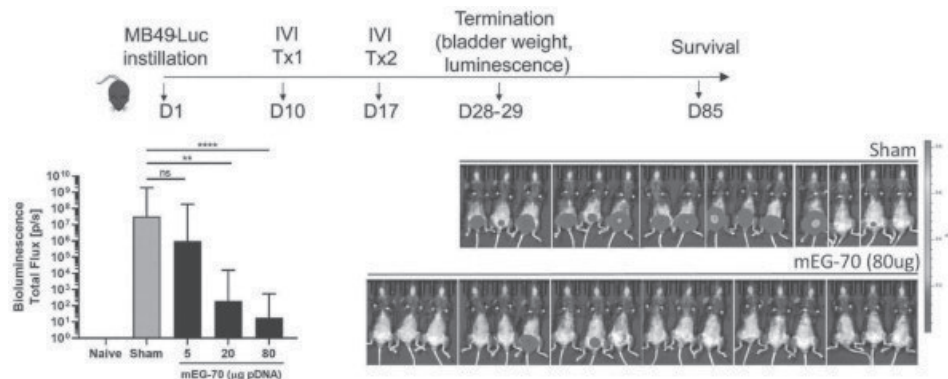 MB49-Luc instillation
IVI Tx1
IVI Tx2
Termination (bladder weight, luminescence)
Survival
D1
D10
D17
D28-29
D85
****
**
ns
Bioluminescence
Total Flux [p/s]
10¹⁰
10⁹
10⁸
10⁷
10⁶
10⁵
10⁴
10³
10²
10¹
10⁰
Naive
Sham
5
20
80
mEG-70 (µg pDNA)
Sham
mEG-70 (80ug)